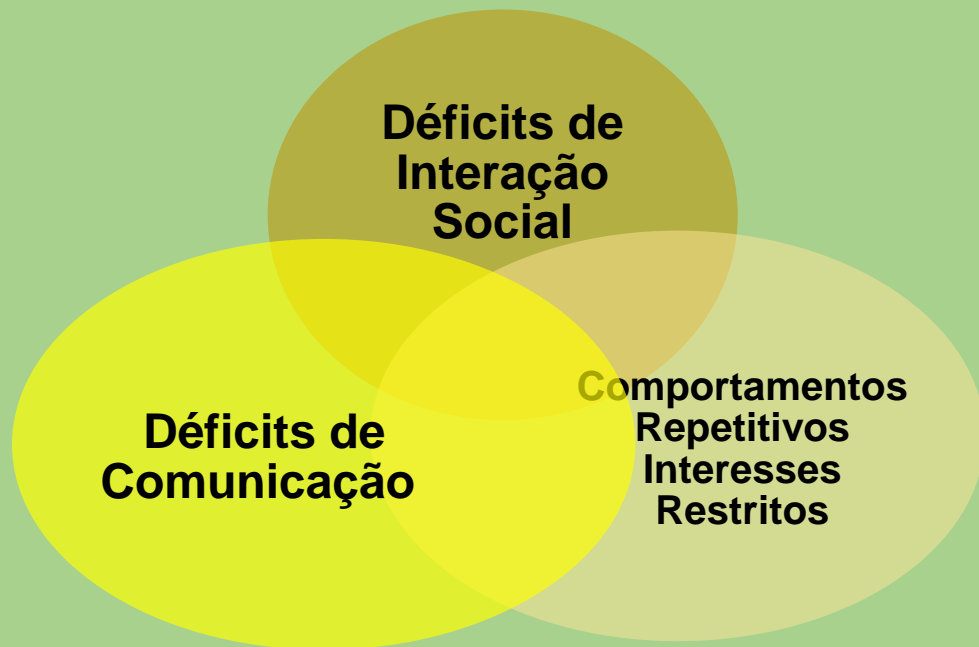 Déficits de
Interação
Social
Comportamentos
Repetitivos
Interesses
Restritos
Déficits de
Comunicação